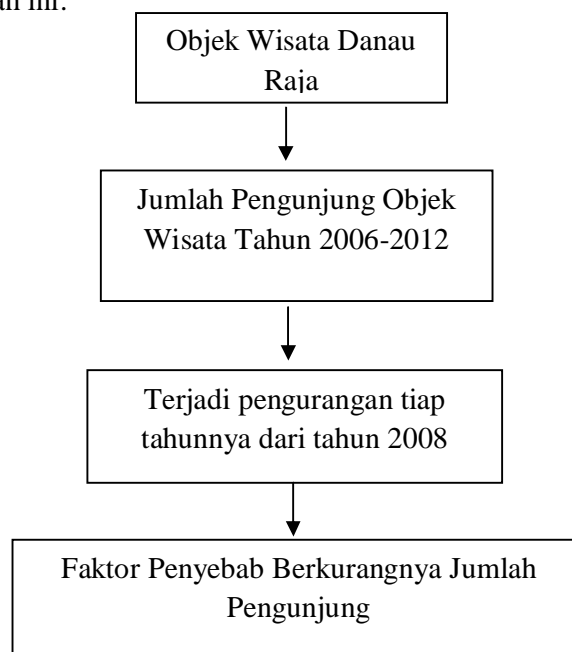 ini.
Objek Wisata Danau
Raja
Jumlah Pengunjung Objek
Wisata Tahun 2006-2012
Terjadi pengurangan tiap
tahunnya dari tahun 2008
Faktor Penyebab Berkurangnya Jumlah
Pengunjung